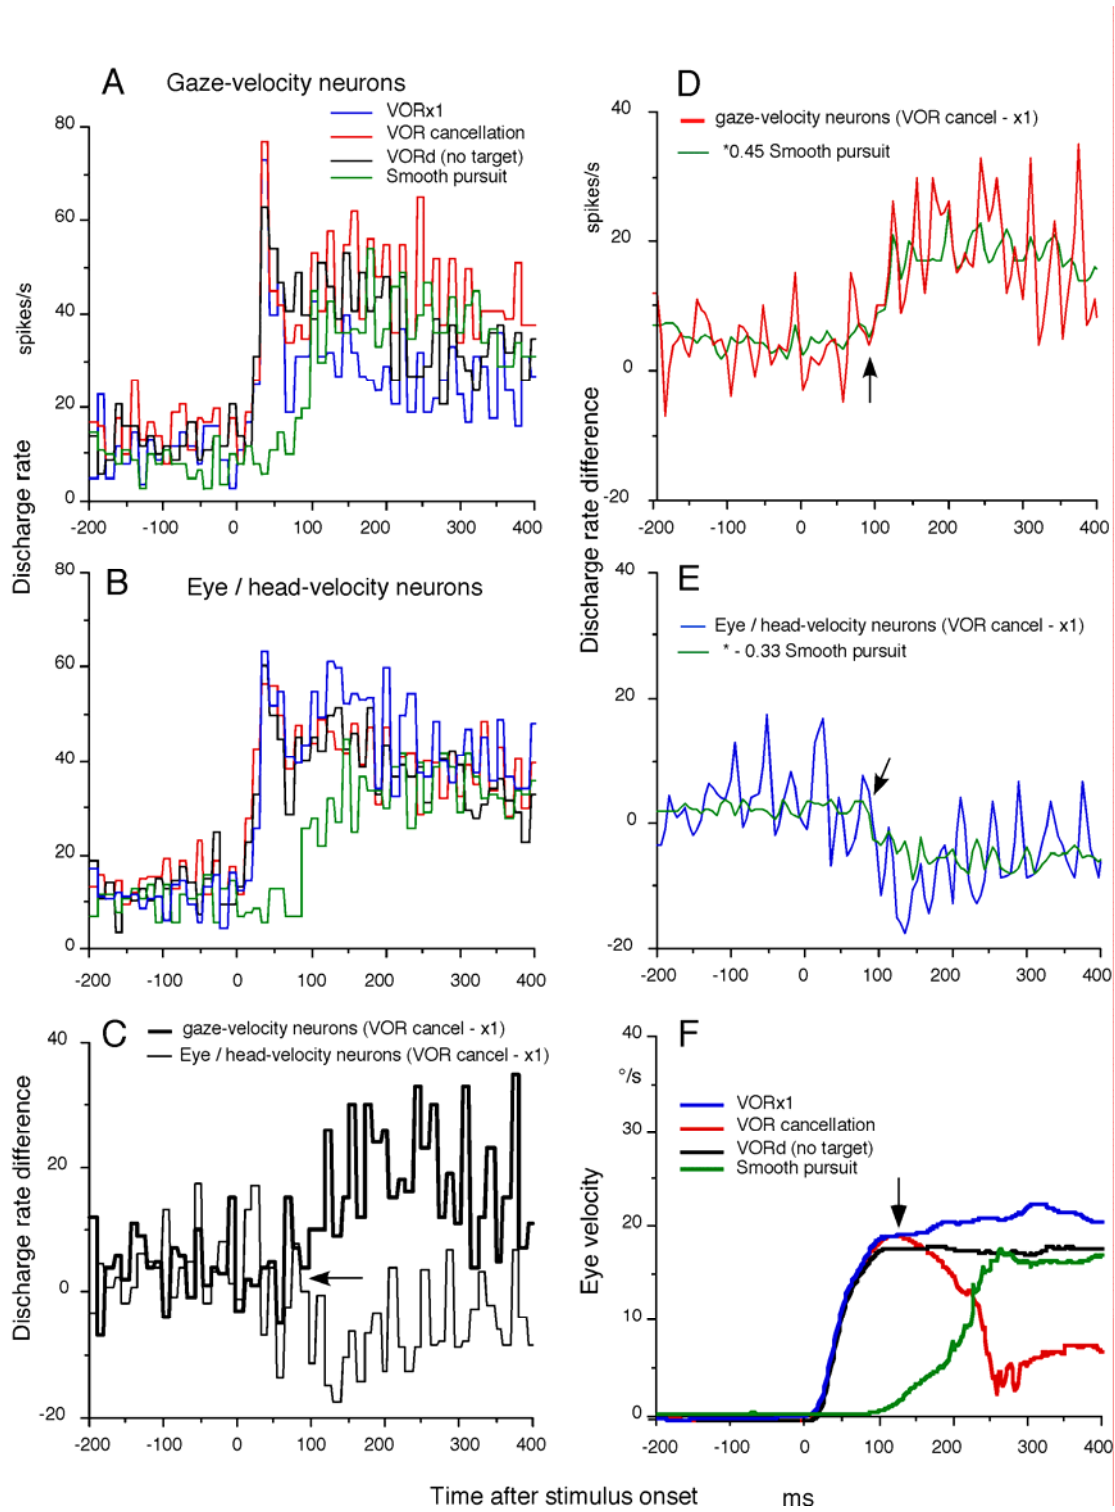 A Gaze-velocity neurons
VORx1
VOR cancellation
VORd (no target)
Smooth pursuit
80
60
40
20
0
spikes/s
Discharge rate
-200 -100 0 100 200 300 400
B Eye / head-velocity neurons
80
60
40
20
0
-200 -100 0 100 200 300 400
C gaze-velocity neurons (VOR cancel - x1)
Eye / head-velocity neurons (VOR cancel - x1)
40
20
0
-20
Discharge rate difference
-200 -100 0 100 200 300 400
D
gaze-velocity neurons (VOR cancel - x1)
*0.45 Smooth pursuit
40
20
0
-20
spikes/s
Discharge rate difference
-200 -100 0 100 200 300 400
E
Eye / head-velocity neurons (VOR cancel - x1)
* - 0.33 Smooth pursuit
40
20
0
-20
-200 -100 0 100 200 300 400
F
°/s
VORx1
VOR cancellation
VORd (no target)
Smooth pursuit
40
30
20
10
0
Eye velocity
-200 -100 0 100 200 300 400
Time after stimulus onset ms